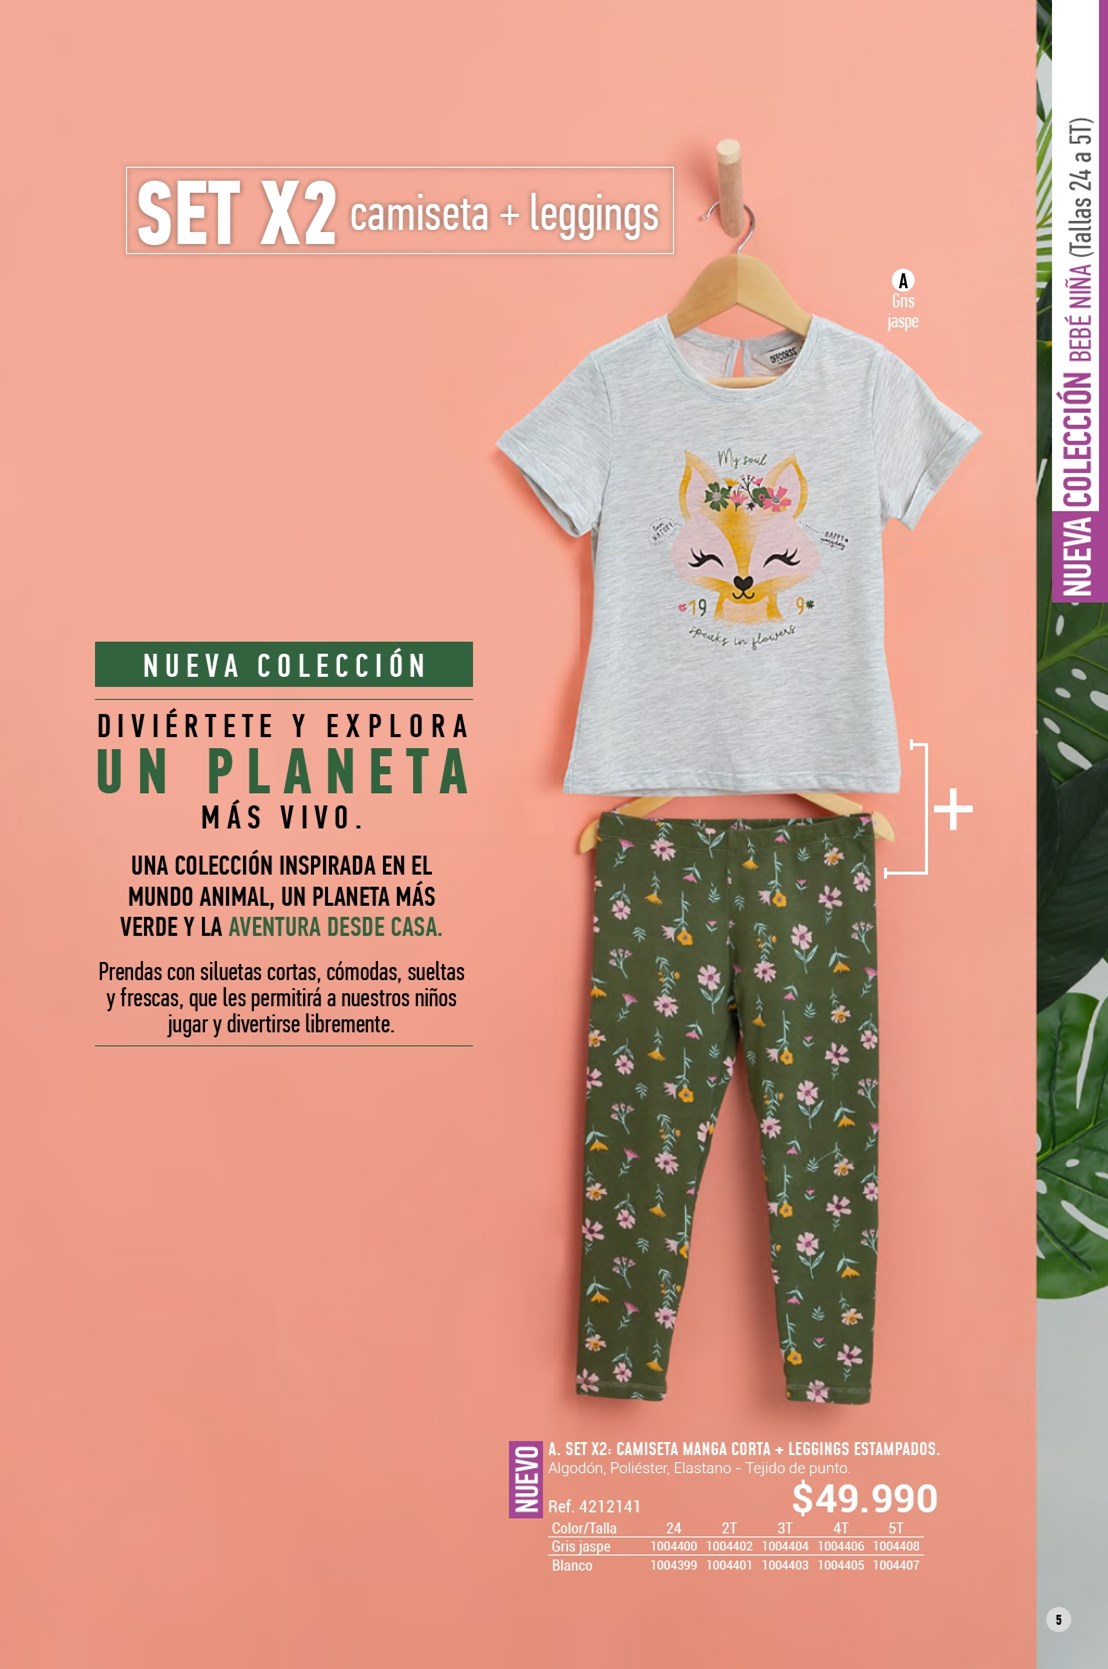 SET X2 camiseta + leggings
A
Gris
jaspe
NUEVA COLECCIÓN BEBÉ NIÑA (Tallas 24 a 5T)
OFFCORSS
My soul
love
NATURE
HAPPY
everyday
19 9
speaks in flowers
NUEVA COLECCIÓN
DIVIÉRTETE Y EXPLORA
UN PLANETA
MÁS VIVO.
UNA COLECCIÓN INSPIRADA EN EL
MUNDO ANIMAL, UN PLANETA MÁS
VERDE Y LA AVENTURA DESDE CASA.
Prendas con siluetas cortas, cómodas, sueltas
y frescas, que les permitirá a nuestros niños
jugar y divertirse libremente.
+
NUEVO
A. SET X2: CAMISETA MANGA CORTA + LEGGINGS ESTAMPADOS.
Algodón, Poliéster, Elastano - Tejido de punto.
Ref. 4212141 $49.990
Color/Talla 24 2T 3T 4T 5T
Gris jaspe 1004400 1004402 1004404 1004406 1004408
Blanco 1004399 1004401 1004403 1004405 1004407
5